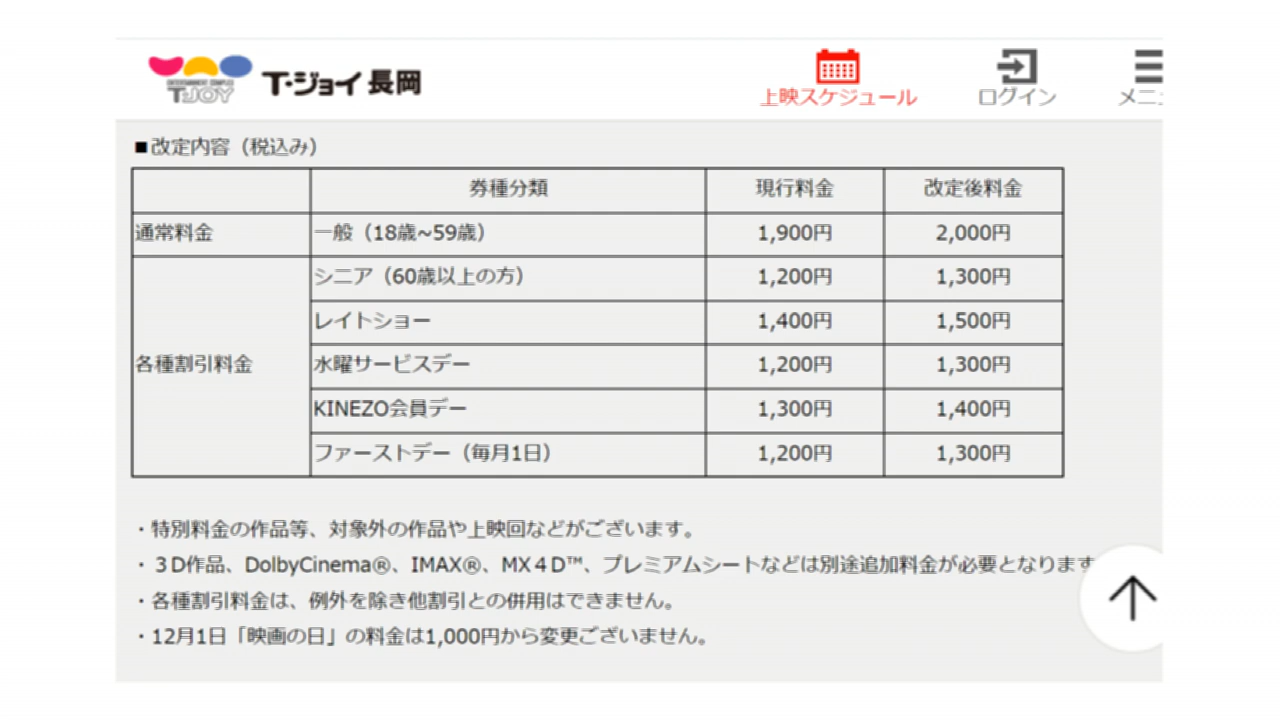 T-JOY
T・ジョイ 長岡
上映スケジュール
ログイン
メニュ
■改定内容（税込み）
券種分類 現行料金 改定後料金
通常料金 一般（18歳~59歳） 1,900円 2,000円
シニア（60歳以上の方） 1,200円 1,300円
レイトショー 1,400円 1,500円
各種割引料金 水曜サービスデー 1,200円 1,300円
KINEZO会員デー 1,300円 1,400円
ファーストデー（毎月1日） 1,200円 1,300円
・特別料金の作品等、対象外の作品や上映回などがございます。
・３D作品、DolbyCinema®、IMAX®、MX４D™、プレミアムシートなどは別途追加料金が必要となります
・各種割引料金は、例外を除き他割引との併用はできません。
・12月1日「映画の日」の料金は1,000円から変更ございません。